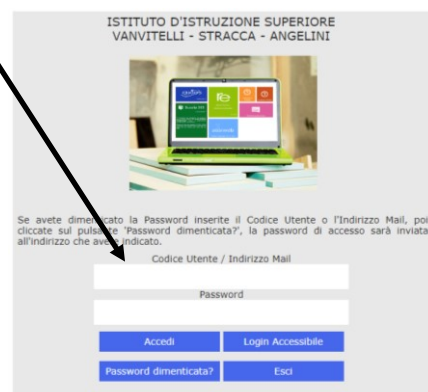 ISTITUTO D'ISTRUZIONE SUPERIORE
VANVITELLI - STRACCA - ANGELINI
Se avete dimenticato la Password inserite il Codice Utente o l'Indirizzo Mail, poi
cliccate sul pulsante 'Password dimenticata?', la password di accesso sarà inviata
all'indirizzo che avete indicato.
Codice Utente / Indirizzo Mail
Password
Accedi
Login Accessibile
Password dimenticata?
Esci